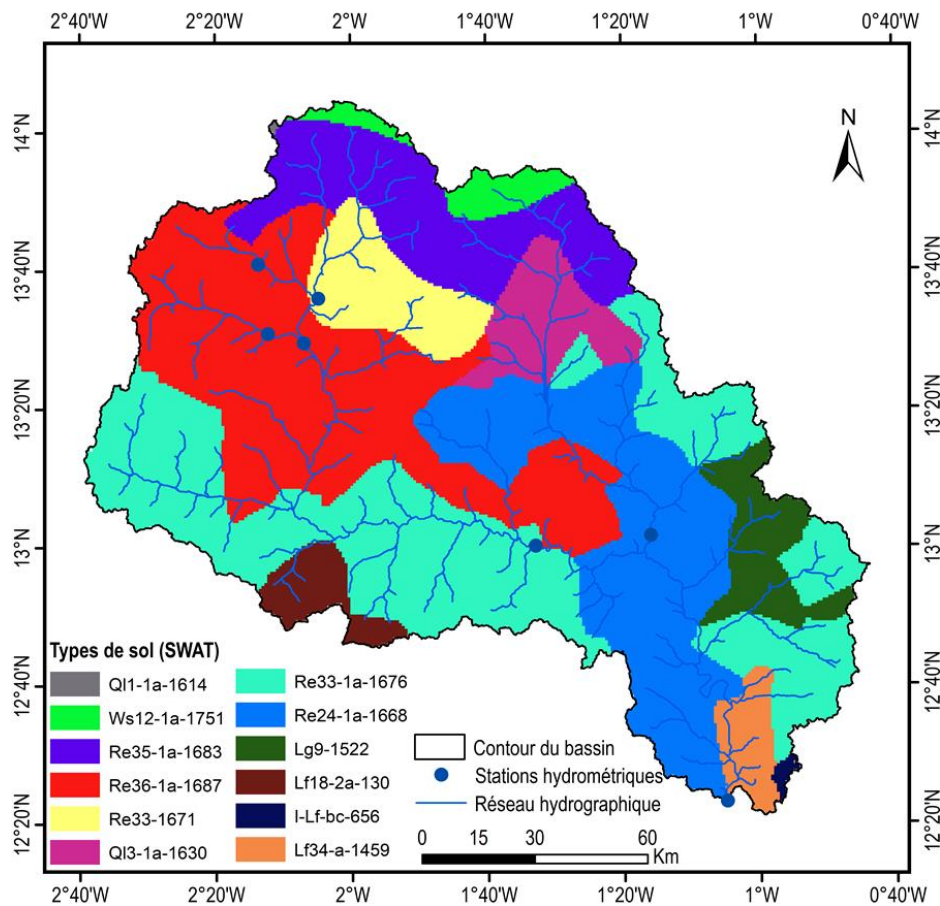 2°40'W 2°20'W 2°W 1°40'W 1°20'W 1°W 0°40'W
14°N 14°N
N
13°40'N 13°40'N
13°20'N 13°20'N
13°N 13°N
12°40'N 12°40'N
12°20'N 12°20'N
Types de sol (SWAT)
Ql1-1a-1614
Ws12-1a-1751
Re35-1a-1683
Re36-1a-1687
Re33-1671
Ql3-1a-1630
Re33-1a-1676
Re24-1a-1668
Lg9-1522
Lf18-2a-130
I-Lf-bc-656
Lf34-a-1459
Contour du bassin
Stations hydrométriques
Réseau hydrographique
0 15 30 60
Km
2°40'W 2°20'W 2°W 1°40'W 1°20'W 1°W 0°40'W